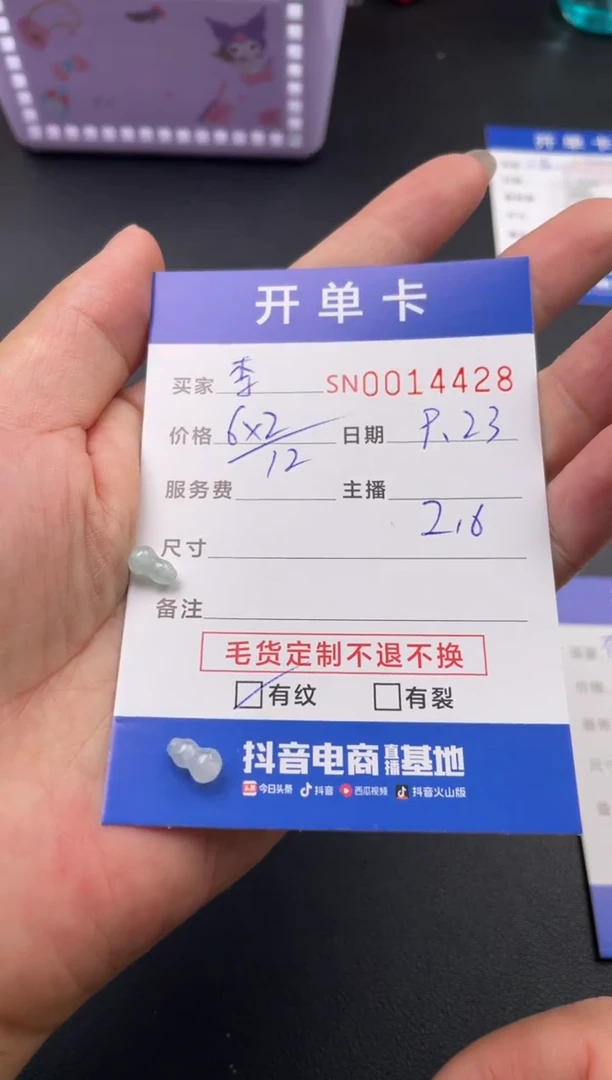 开单卡
买家 李 SN0014428
价格 6x2 日期 9.23
12
服务费 主播
2.6
尺寸
备注
毛货定制不退不换
有纹 有裂
抖音电商直播基地
今日头条 抖音 西瓜视频 抖音火山版
开单卡